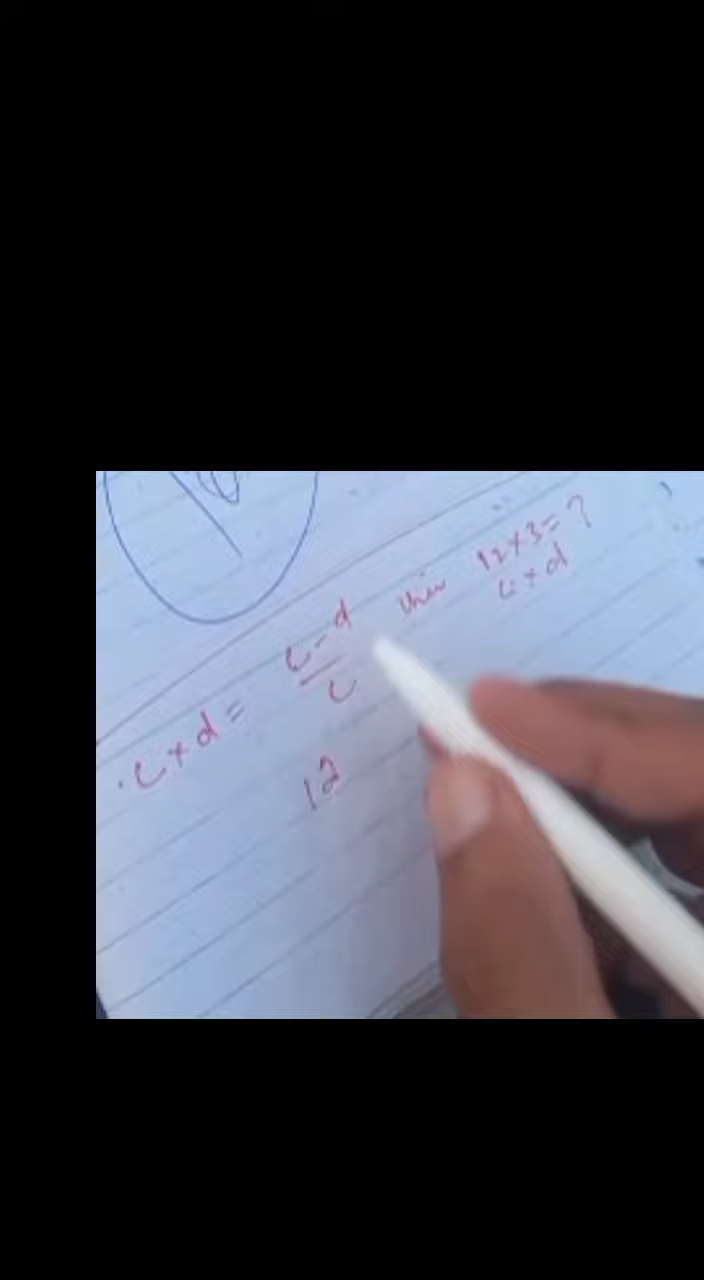 c × d = c - d / c then 12 × 3 = ?
c × d
12